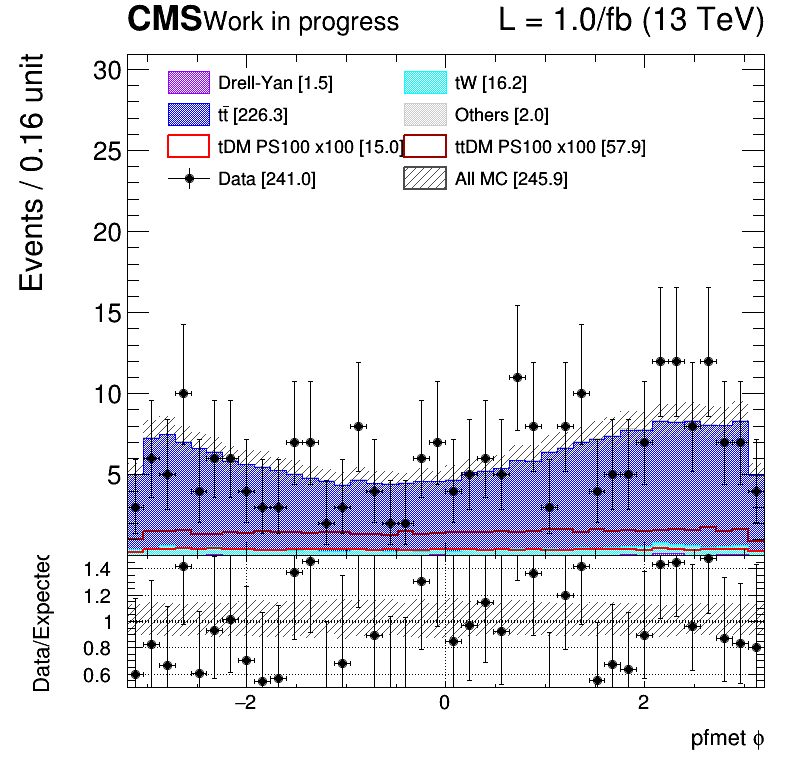 CMS Work in progress L = 1.0/fb (13 TeV)
Events / 0.16 unit
30
25
20
15
10
5
Drell-Yan [1.5]
tW [16.2]
tt̄ [226.3]
Others [2.0]
tDM PS100 x100 [15.0]
ttDM PS100 x100 [57.9]
Data [241.0]
All MC [245.9]
Data/Expected
1.4
1.2
1
0.8
0.6
−2 0 2
pfmet ϕ